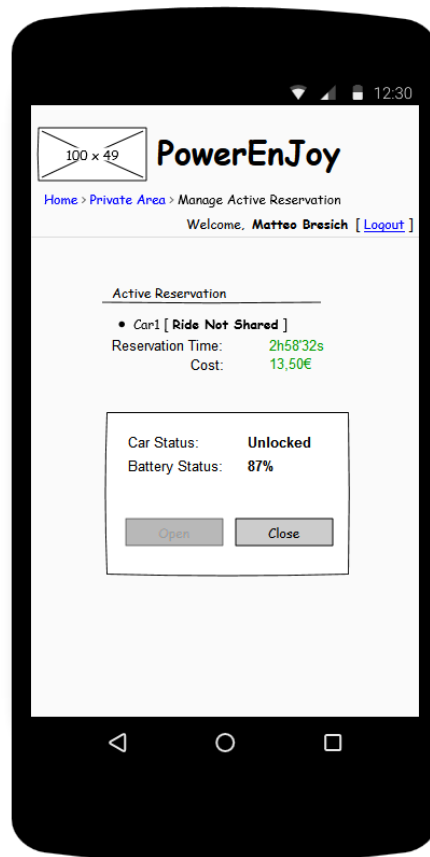 12:30
100 x 49 PowerEnJoy
Home > Private Area > Manage Active Reservation
Welcome, Matteo Bresich [ Logout ]
Active Reservation
• Car1 [ Ride Not Shared ]
Reservation Time: 2h58'32s
Cost: 13,50€
Car Status: Unlocked
Battery Status: 87%
Open Close